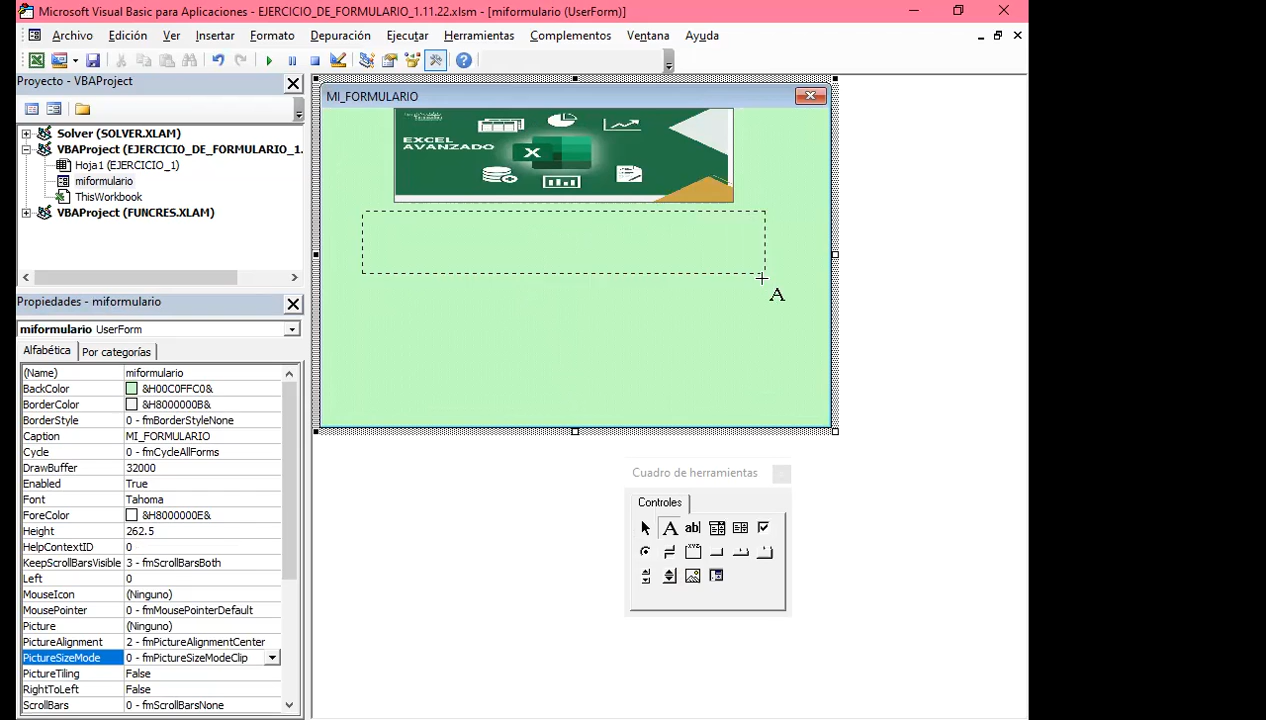 Microsoft Visual Basic para Aplicaciones - EJERCICIO_DE_FORMULARIO_1.11.22.xlsm - [miformulario (UserForm)]
Archivo Edición Ver Insertar Formato Depuración Ejecutar Herramientas Complementos Ventana Ayuda
Proyecto - VBAProject
Solver (SOLVER.XLAM)
VBAProject (EJERCICIO_DE_FORMULARIO_1.
Hoja1 (EJERCICIO_1)
miformulario
ThisWorkbook
VBAProject (FUNCRES.XLAM)
Propiedades - miformulario
miformulario UserForm
Alfabética Por categorías
(Name) miformulario
BackColor &H00C0FFC0&
BorderColor &H8000000B&
BorderStyle 0 - fmBorderStyleNone
Caption MI_FORMULARIO
Cycle 0 - fmCycleAllForms
DrawBuffer 32000
Enabled True
Font Tahoma
ForeColor &H8000000E&
Height 262.5
HelpContextID 0
KeepScrollBarsVisible 3 - fmScrollBarsBoth
Left 0
MouseIcon (Ninguno)
MousePointer 0 - fmMousePointerDefault
Picture (Ninguno)
PictureAlignment 2 - fmPictureAlignmentCenter
PictureSizeMode 0 - fmPictureSizeModeClip
PictureTiling False
RightToLeft False
ScrollBars 0 - fmScrollBarsNone
MI_FORMULARIO
EXCEL
AVANZADO
X
A
Cuadro de herramientas
Controles
A ab|